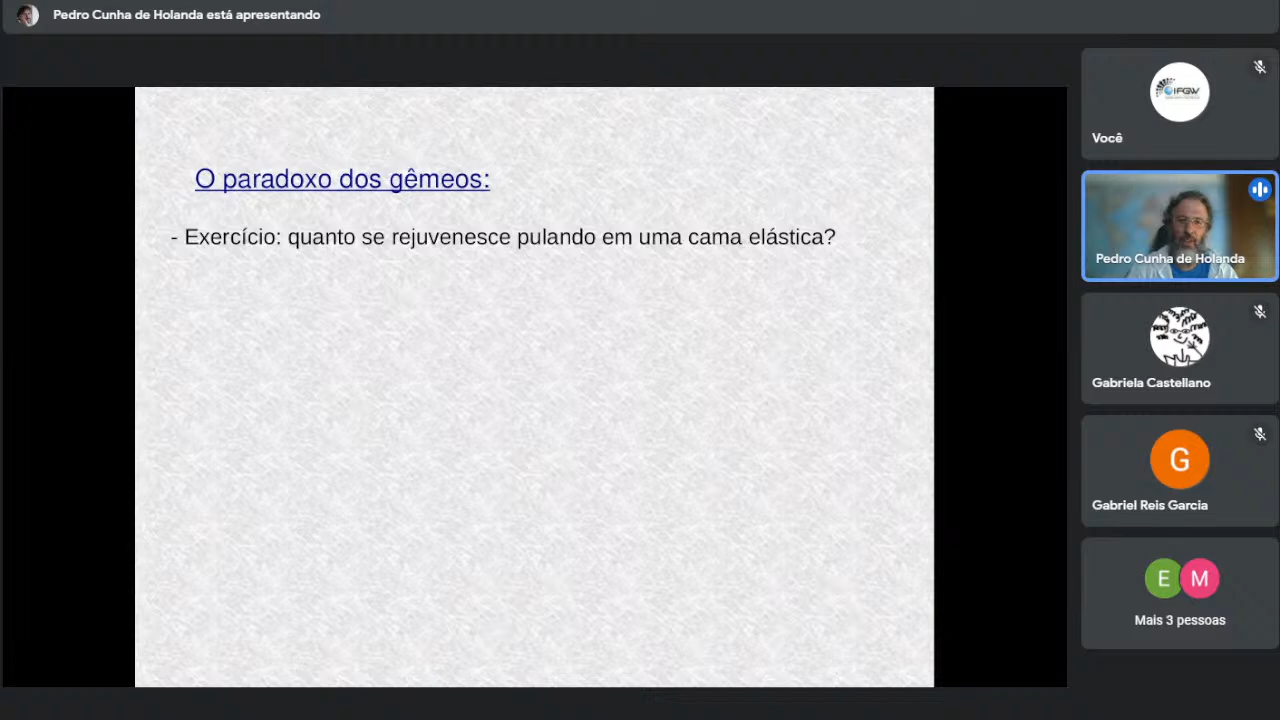 Pedro Cunha de Holanda está apresentando
O paradoxo dos gêmeos:
- Exercício: quanto se rejuvenesce pulando em uma cama elástica?
IFGW
Você
Pedro Cunha de Holanda
Gabriela Castellano
G
Gabriel Reis Garcia
E M
Mais 3 pessoas